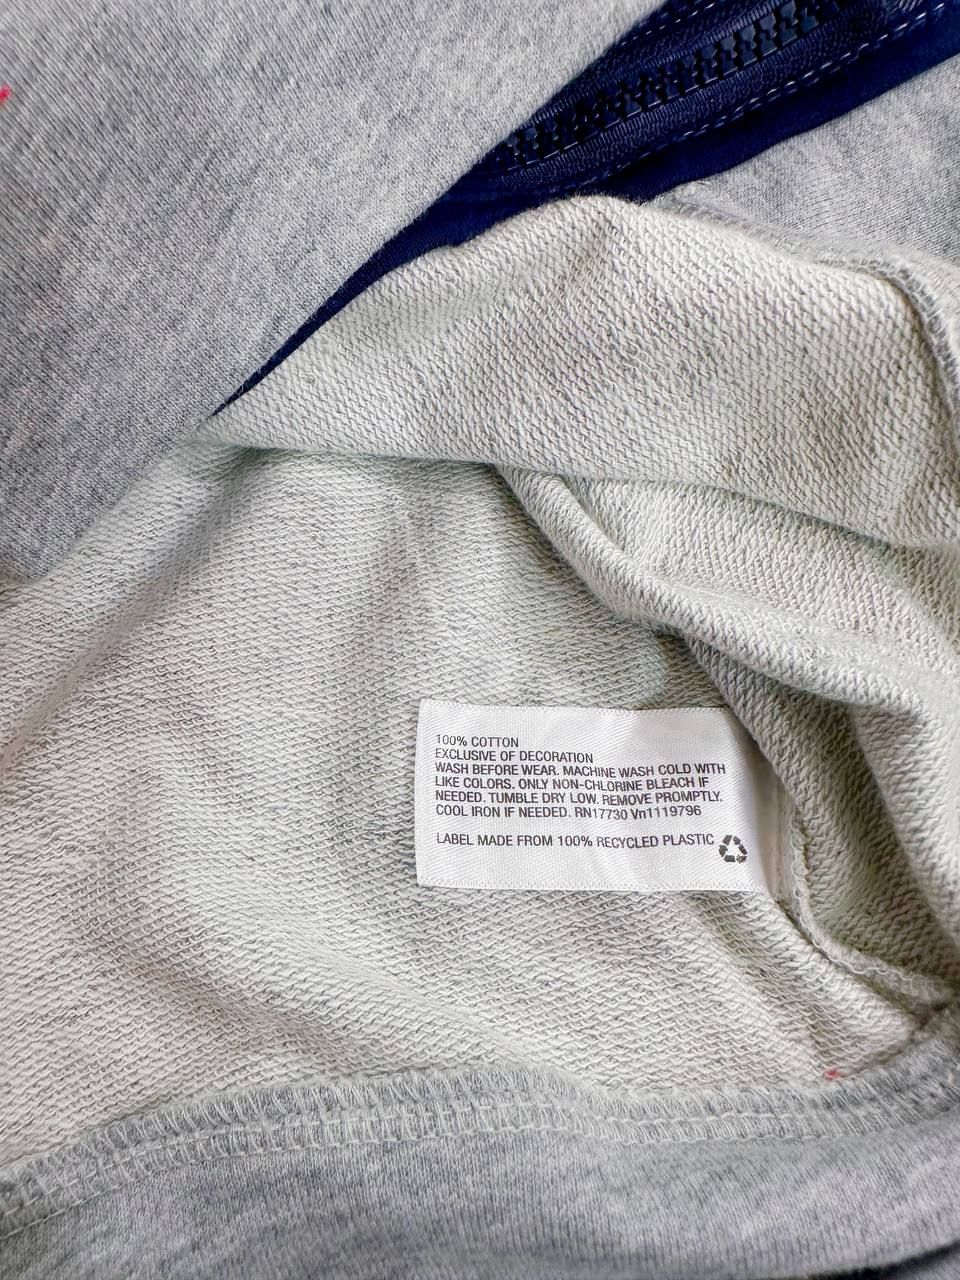 100% COTTON
EXCLUSIVE OF DECORATION
WASH BEFORE WEAR. MACHINE WASH COLD WITH
LIKE COLORS. ONLY NON-CHLORINE BLEACH IF
NEEDED. TUMBLE DRY LOW. REMOVE PROMPTLY.
COOL IRON IF NEEDED. RN17730 Vn1119796
LABEL MADE FROM 100% RECYCLED PLASTIC